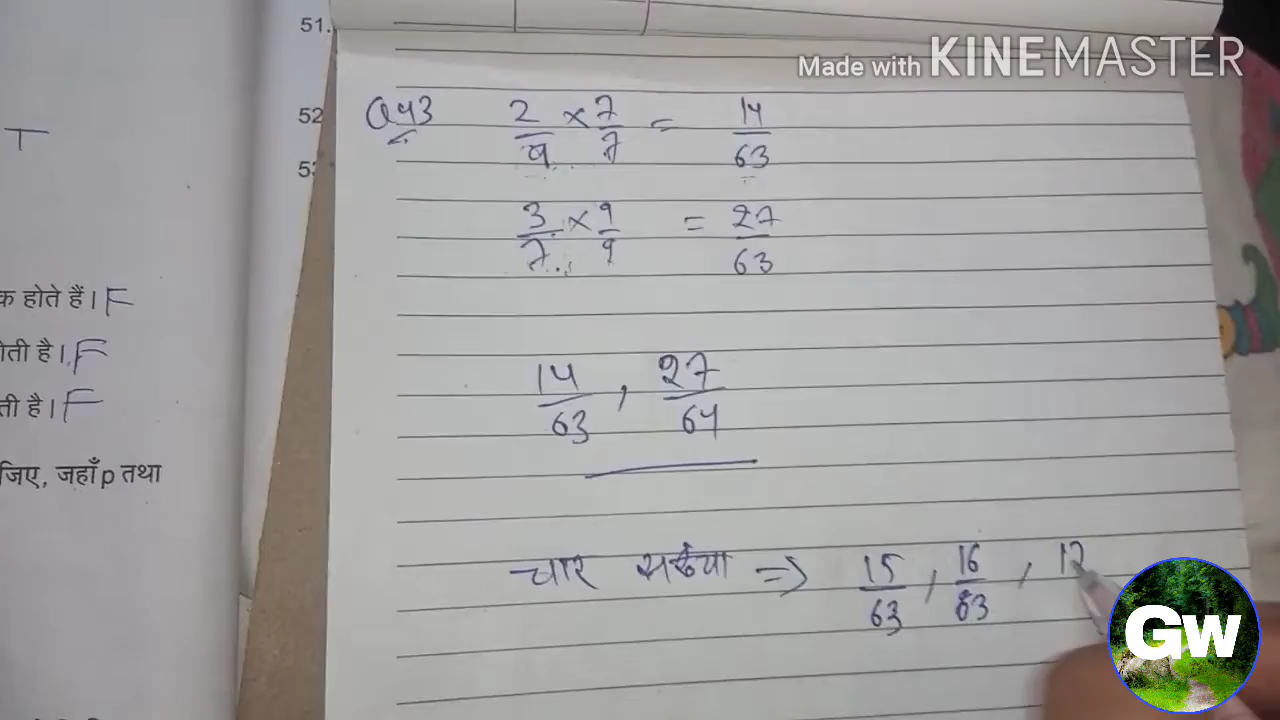 Made with KINEMASTER
51.
52
53
T
क होते हैं। F
ोती है। F
ती है। F
जिए, जहाँ p तथा
Q43 2/9 × 7/7 = 14/63
3/7 × 9/9 = 27/63
14/63 , 27/64
चार संख्या => 15/63 , 16/63 , 17
GW